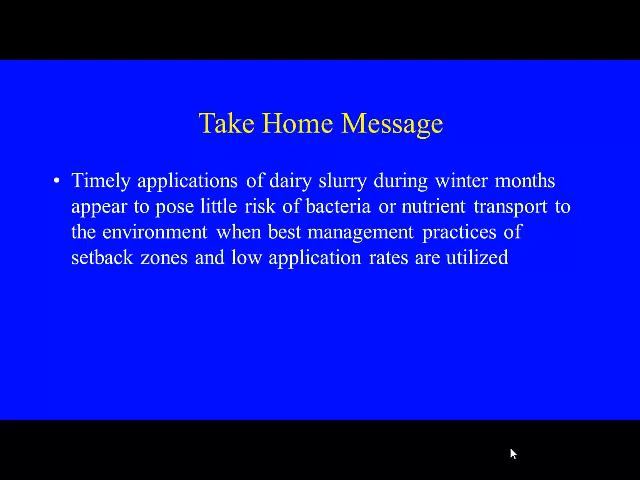 Take Home Message
• Timely applications of dairy slurry during winter months
appear to pose little risk of bacteria or nutrient transport to
the environment when best management practices of
setback zones and low application rates are utilized